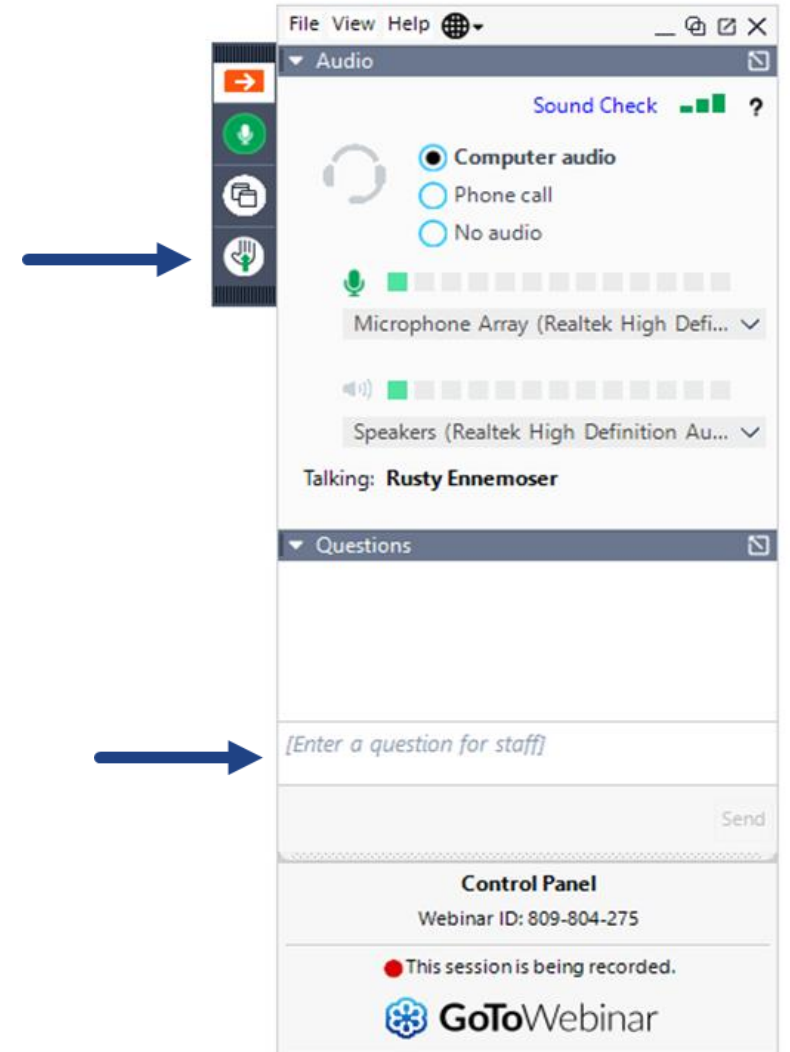 File View Help
Audio
Sound Check ?
Computer audio
Phone call
No audio
Microphone Array (Realtek High Defi...
Speakers (Realtek High Definition Au...
Talking: Rusty Ennemoser
Questions
[Enter a question for staff]
Send
Control Panel
Webinar ID: 809-804-275
This session is being recorded.
GoToWebinar